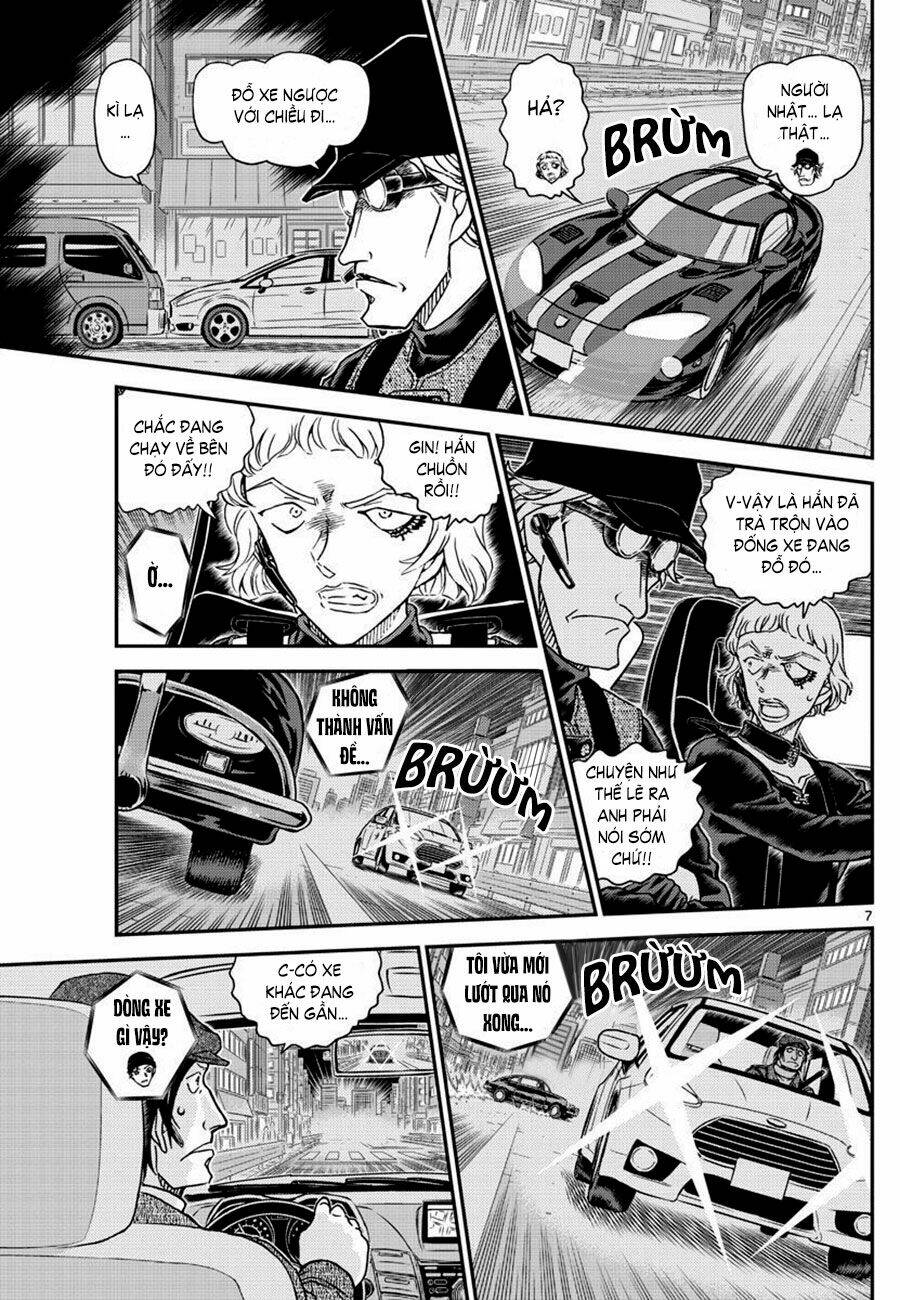 NGƯỜI
NHẬT... LẠ
THẬT...
HẢ?
BRỪM
ĐỖ XE NGƯỢC
VỚI CHIỀU ĐI...
KÌ LẠ
...
V-VẬY LÀ HẮN ĐÃ
TRÀ TRỘN VÀO
ĐỐNG XE ĐANG
ĐỖ ĐÓ...
CHUYỆN NHƯ
THẾ LẼ RA
ANH PHẢI
NÓI SỚM
CHỨ!!
GIN! HẮN
CHUỒN
RỒI!!
CHẮC ĐANG
CHẠY VỀ BÊN
ĐÓ ĐẤY!!
Ờ...
KHÔNG
THÀNH VẤN
ĐỀ...
BRỪỪM
7
TÔI VỪA MỚI
LƯỚT QUA NÓ
XONG...
BRỪỪM
C-CÓ XE
KHÁC ĐANG
ĐẾN GẦN...
DÒNG XE
GÌ VẬY?